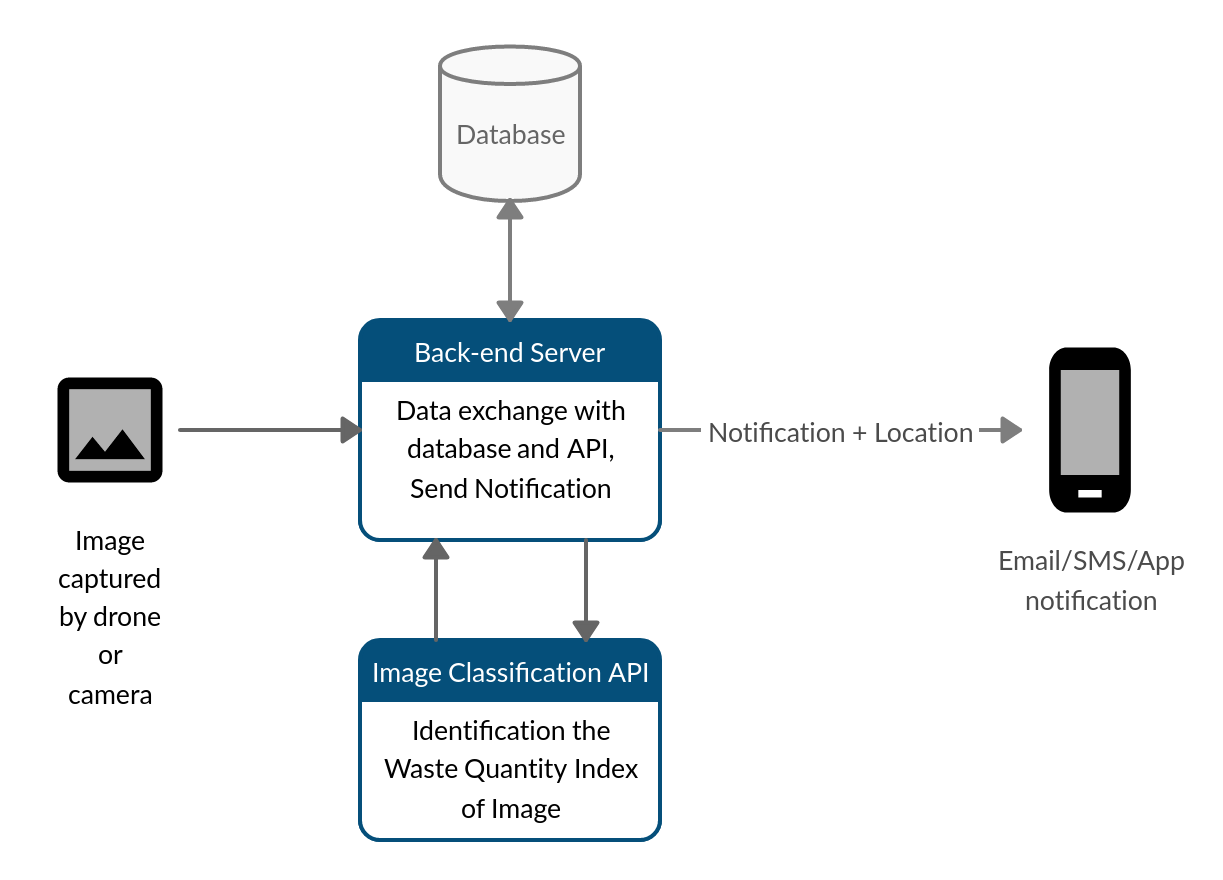 Database
Back-end Server
Data exchange with
database and API,
Send Notification
Notification + Location
Image
captured
by drone
or
camera
Email/SMS/App
notification
Image Classification API
Identification the
Waste Quantity Index
of Image